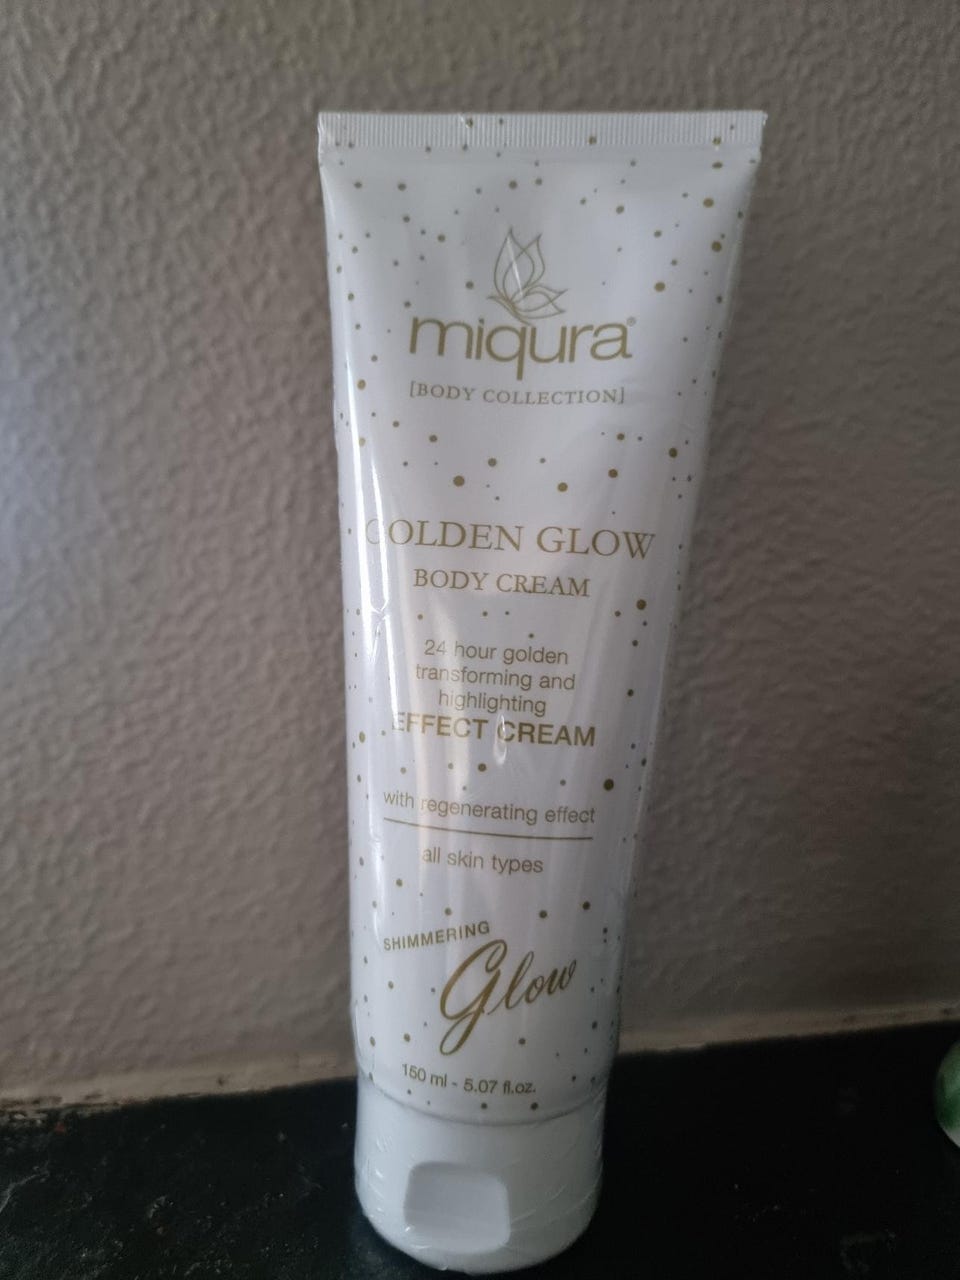 miqura®
[BODY COLLECTION]
GOLDEN GLOW
BODY CREAM
24 hour golden
transforming and
highlighting
EFFECT CREAM
with regenerating effect
all skin types
SHIMMERING
Glow
150 ml - 5.07 fl.oz.